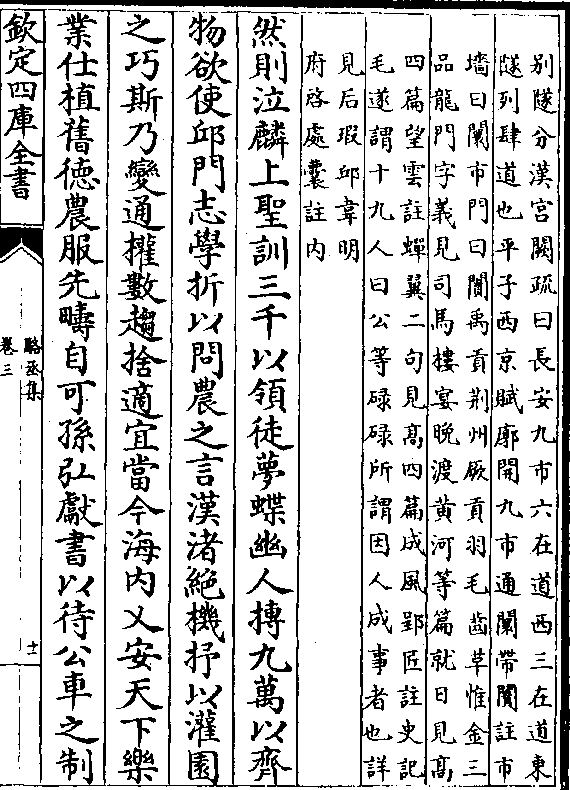 别隧分漢宫闕疏曰長安九市六在道西三在道東
隧列肆道也平子西京賦廓開九市通闤帶闠註市
墻曰闤市門曰闠禹貢荆州厥貢羽毛齒革惟金三
品龍門字義見司馬樓宴晚渡黄河等篇就日見高
四篇望雲註蟬翼二句見高四篇成風郢匠註史記
毛遂謂十九人曰公等碌碌所謂因人成事者也詳
見后瑕邱韋明
府啓處囊註内
然則泣麟上聖訓三千以領徒夢蝶幽人摶九萬以齊
物欲使邱門志學折以問農之言漢渚絶機抒以灌園
之巧斯乃變通擢數趨捨適宜當今海内乂安天下樂
業仕植舊徳農服先疇自可孫弘獻書以待公車之制
欽定四庫全書
駱丞集
卷三
十